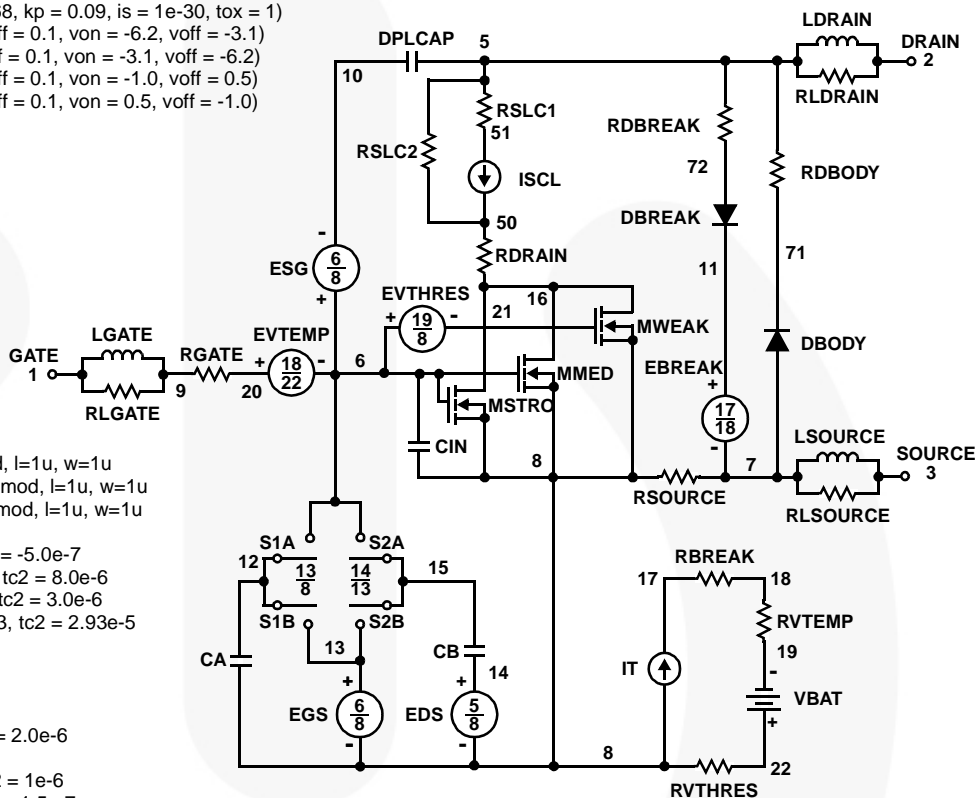 68, kp = 0.09, is = 1e-30, tox = 1)
ff = 0.1, von = -6.2, voff = -3.1)
f = 0.1, von = -3.1, voff = -6.2)
ff = 0.1, von = -1.0, voff = 0.5)
ff = 0.1, von = 0.5, voff = -1.0)
DPLCAP
5
10
LDRAIN
DRAIN
2
RLDRAIN
RSLC1
51
RSLC2
ISCL
50
RDBREAK
72
RDBODY
DBREAK
71
11
-
ESG
6
8
+
RDRAIN
EVTHRES
+
19
8
-
16
21
MWEAK
LGATE
GATE
1
RLGATE
RGATE
9
20
EVTEMP
+
18
22
-
6
MMED
MSTRO
CIN
DBODY
EBREAK
+
17
18
-
8
7
RSOURCE
LSOURCE
SOURCE
3
RLSOURCE
d, l=1u, w=1u
mod, l=1u, w=1u
mod, l=1u, w=1u
= -5.0e-7
tc2 = 8.0e-6
tc2 = 3.0e-6
3, tc2 = 2.93e-5
= 2.0e-6
2 = 1e-6
S1A
S2A
12
13
8
14
13
15
S1B
S2B
13
CA
CB
14
+
EGS
6
8
-
+
EDS
5
8
-
8
RBREAK
17
18
RVTEMP
19
IT
-
VBAT
+
22
RVTHRES